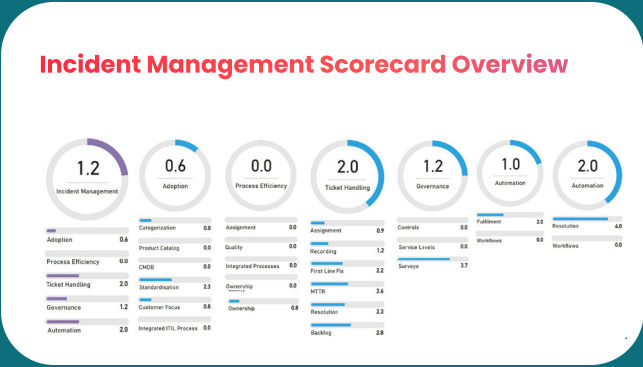 Incident Management Scorecard Overview
1.2
Incident Management
Adoption 0.6
Process Efficiency 0.0
Ticket Handling 2.0
Governance 1.2
Automation 2.0
0.6
Adoption
Categorization 0.8
Product Catalog 0.0
CMDB 0.0
Standardisation 2.3
Customer Focus 0.8
Integrated ITIL Process 0.0
0.0
Process Efficiency
Assignment 0.0
Quality 0.0
Integrated Processes 0.0
Ownership 0.0
Ownership 0.8
2.0
Ticket Handling
Assignment 0.9
Recording 1.2
First Line Fix 2.2
MTTR 2.6
Resolution 2.3
Backlog 2.8
1.2
Governance
Controls 0.0
Service Levels 0.0
Surveys 3.7
1.0
Automation
Fulfilment 2.0
Workflows 0.0
2.0
Automation
Resolution 4.0
Workflows 0.0